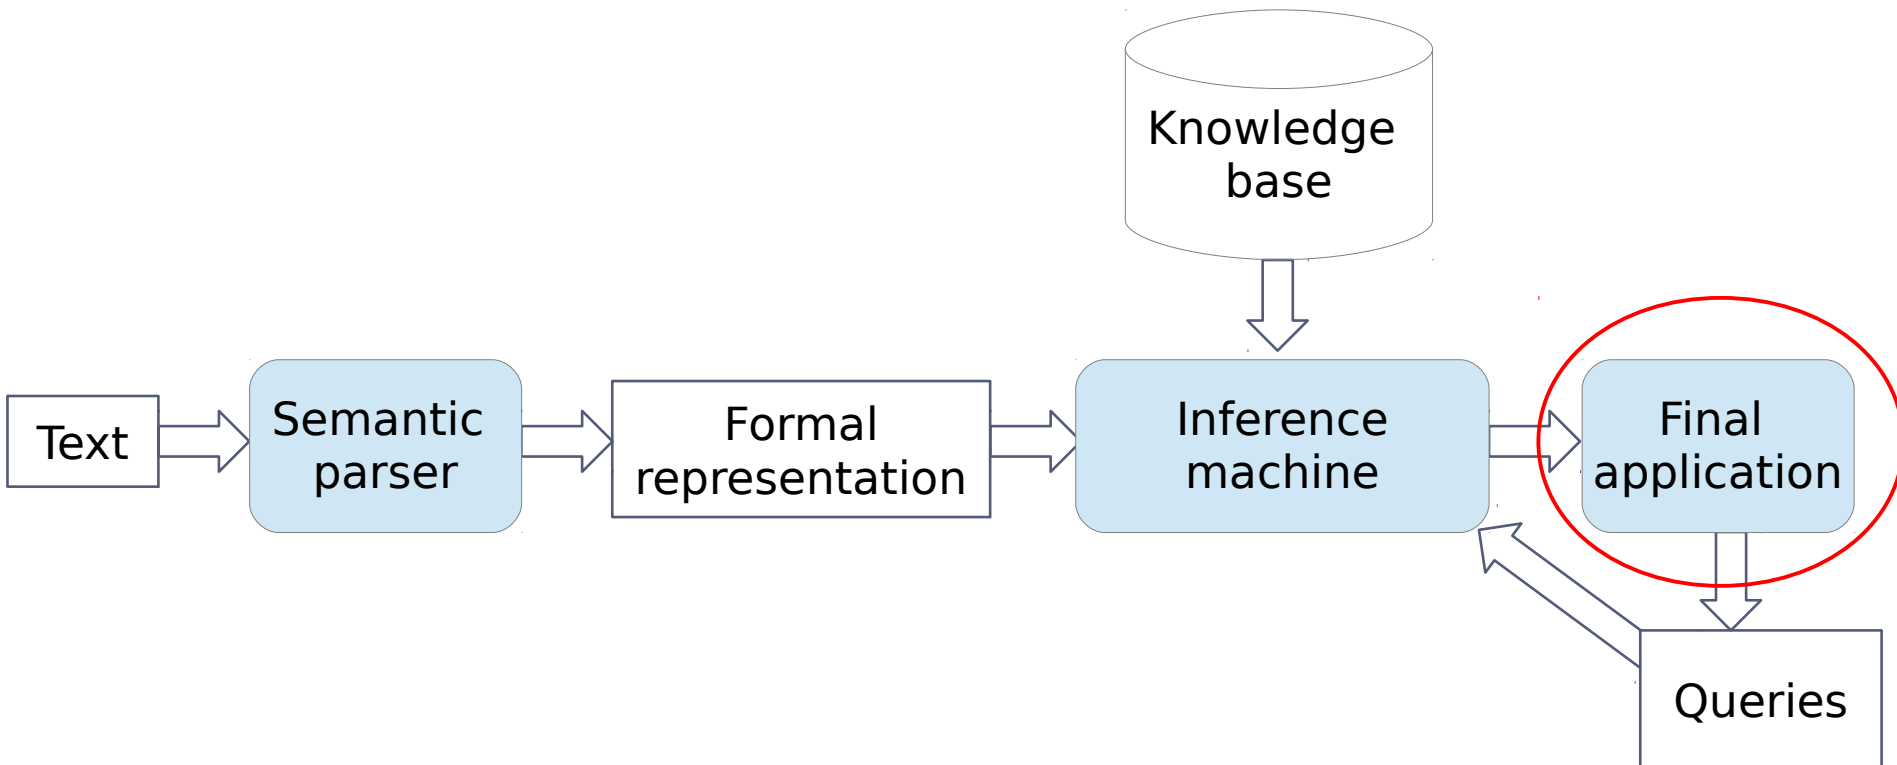 Knowledge
base
Text
Semantic
parser
Formal
representation
Inference
machine
Final
application
Queries